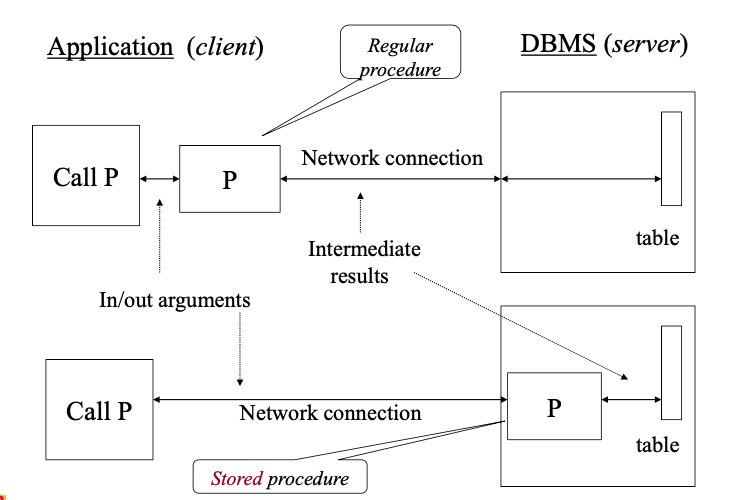 Application (client)
Regular
procedure
DBMS (server)
Call P
P
Network connection
table
Intermediate
results
In/out arguments
Call P
Network connection
P
table
Stored procedure